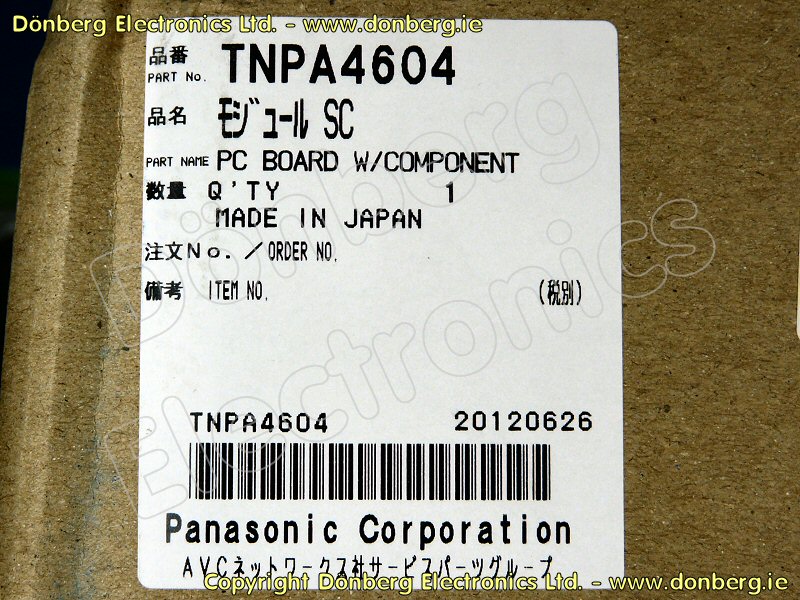 Dönberg Electronics Ltd. - www.donberg.ie
品番 PART No. TNPA4604
品名 ﾓｼﾞｭｰﾙ SC
PART NAME PC BOARD W/COMPONENT
数量 Q'TY 1
MADE IN JAPAN
注文No./ORDER NO.
備考 ITEM NO. (税別)
TNPA4604 20120626
Panasonic Corporation
AVCネットワークス社サービスパーツグループ
Dönberg Electronics
©Copyright Dönberg Electronics Ltd. - www.donberg.ie